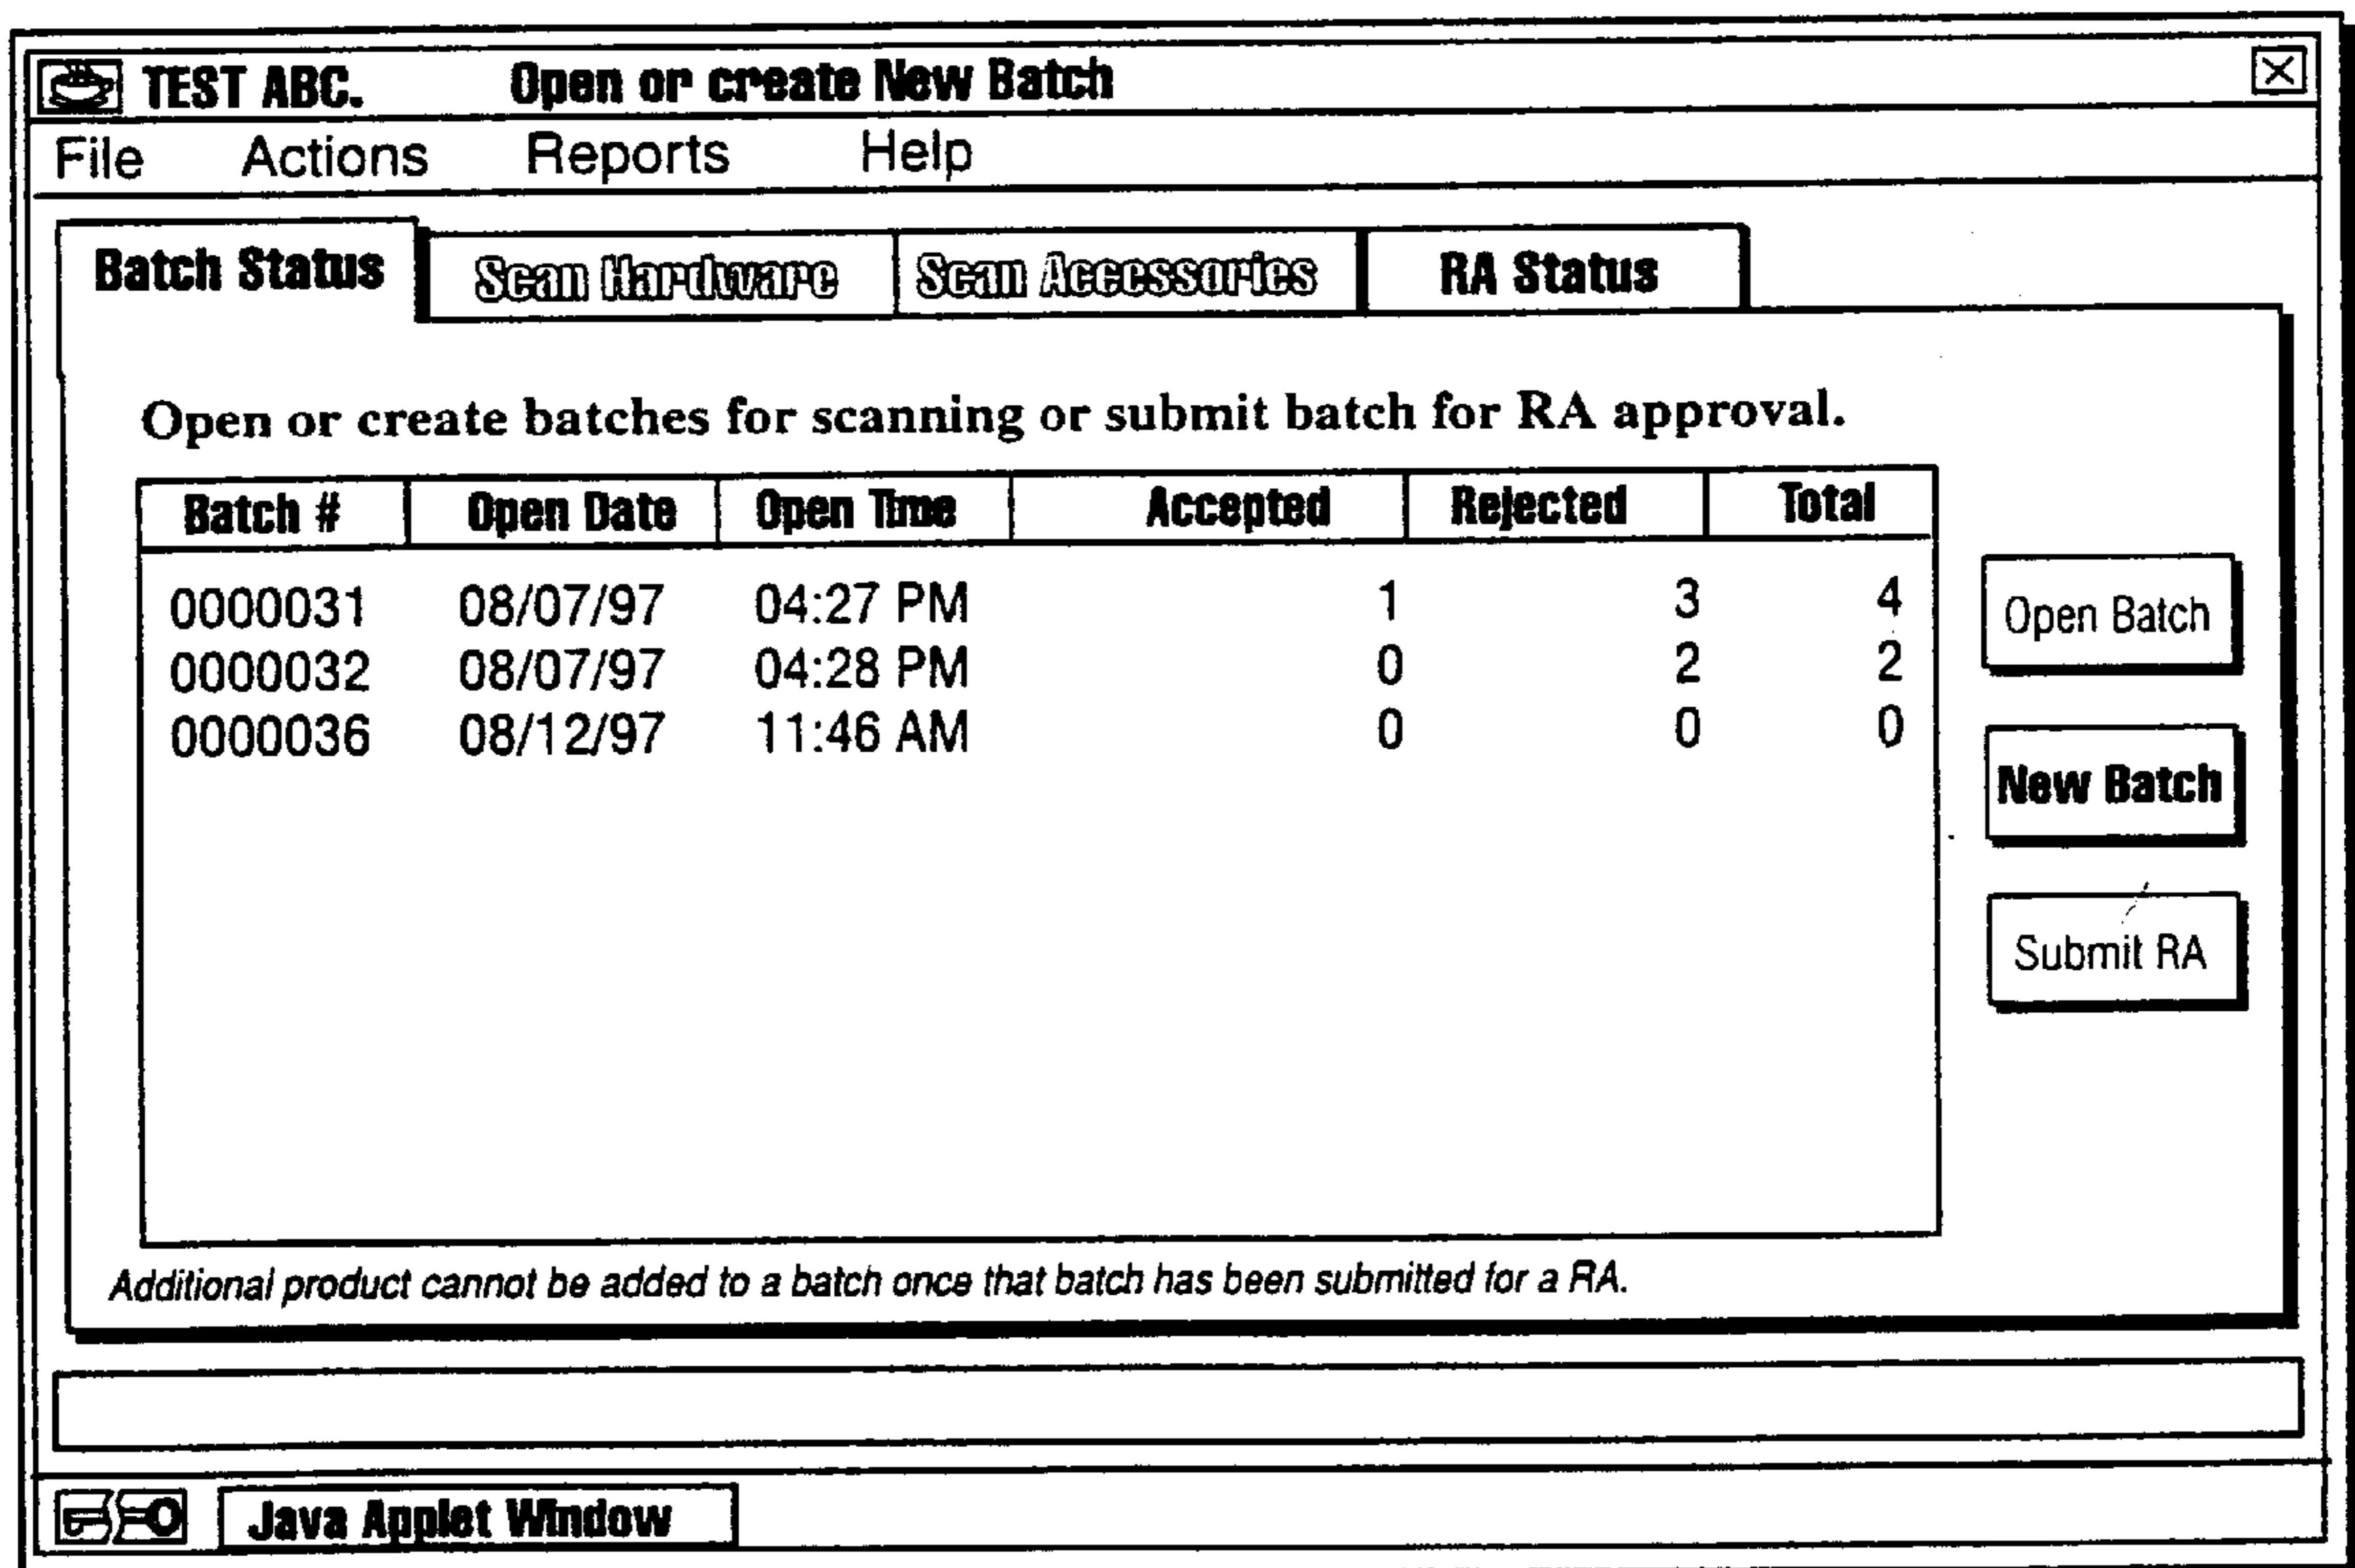 TEST ABC. Open or create New Batch
File Actions Reports Help
Batch Status Scan Hardware Scan Accessories RA Status
Open or create batches for scanning or submit batch for RA approval.
Batch # Open Date Open Time Accepted Rejected Total
0000031 08/07/97 04:27 PM 1 3 4
0000032 08/07/97 04:28 PM 0 2 2
0000036 08/12/97 11:46 AM 0 0 0
Open Batch
New Batch
Submit RA
Additional product cannot be added to a batch once that batch has been submitted for a RA.
Java Applet Window